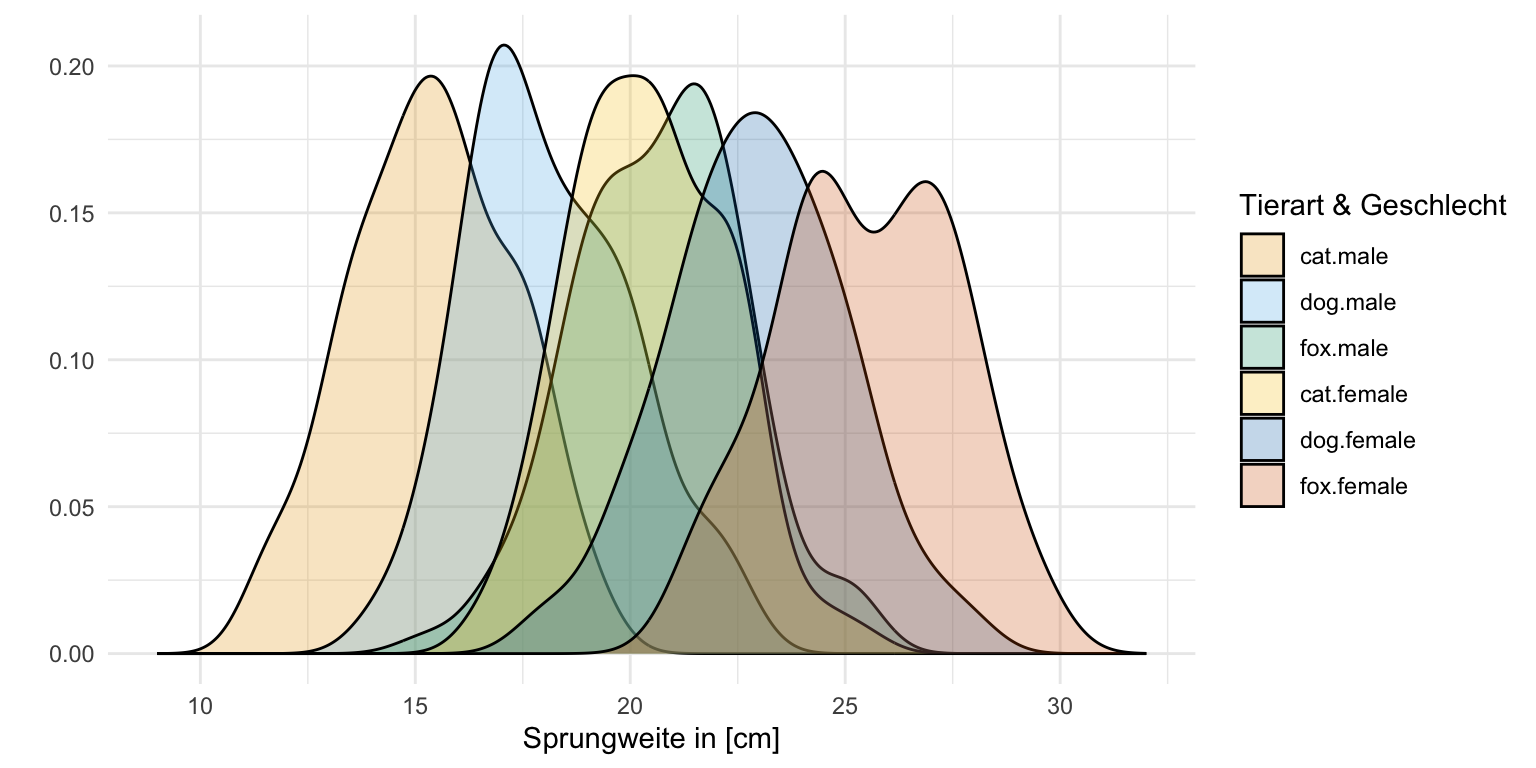 0.20
0.15
0.10
0.05
0.00
10 15 20 25 30
Sprungweite in [cm]
Tierart & Geschlecht
cat.male
dog.male
fox.male
cat.female
dog.female
fox.female